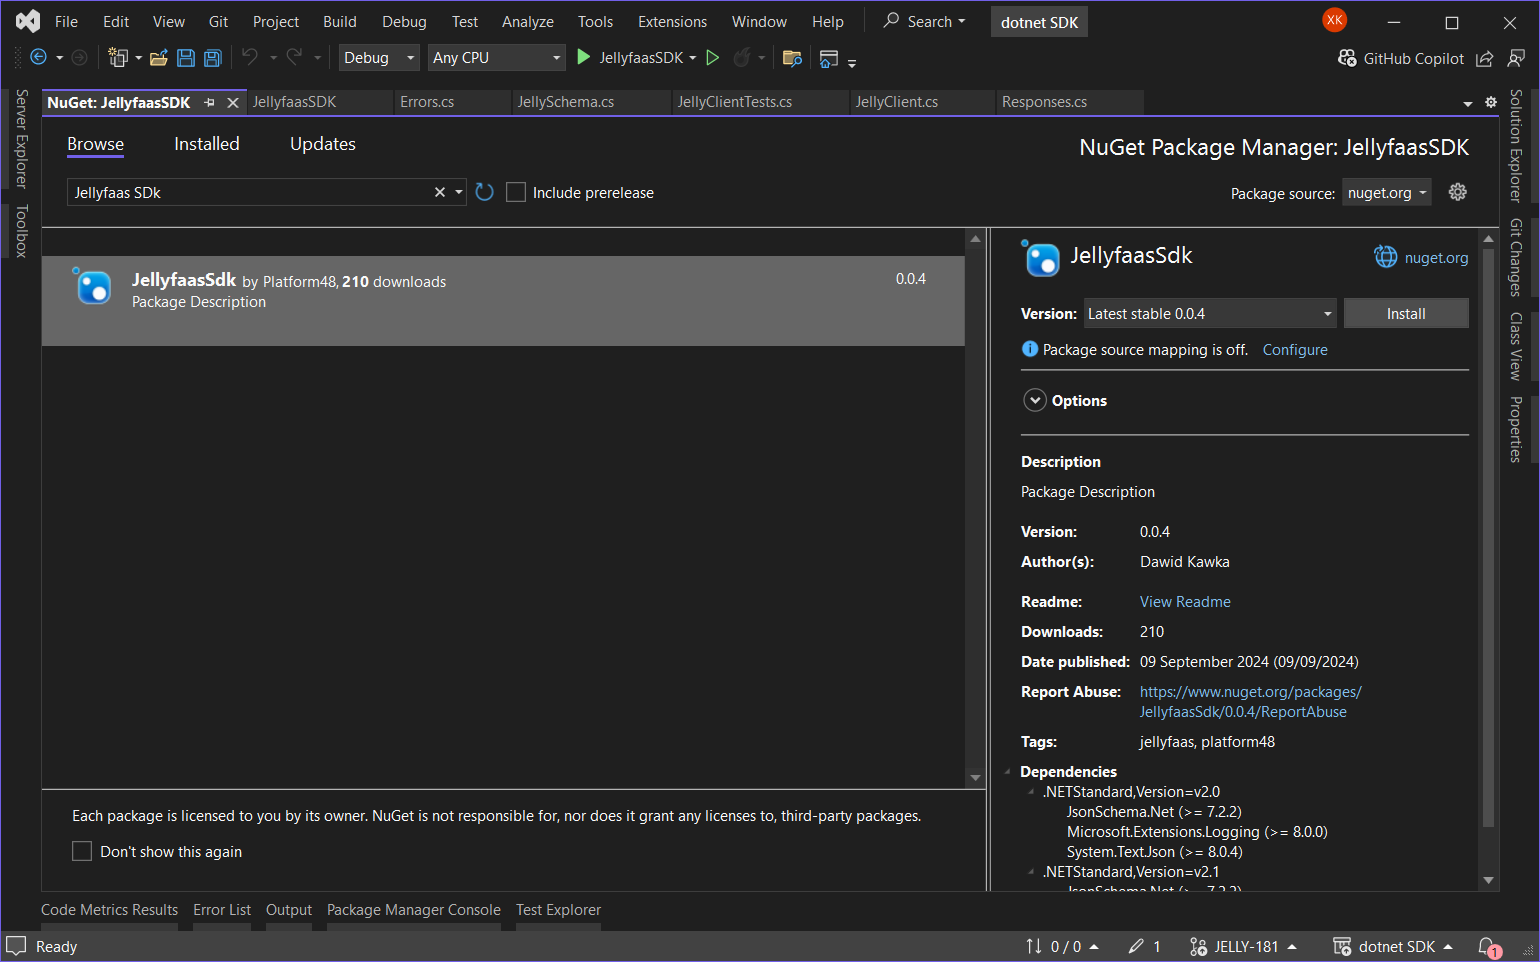 File Edit View Git Project Build Debug Test Analyze Tools Extensions Window Help Search dotnet SDK XK
Debug Any CPU JellyfaasSDK GitHub Copilot
NuGet: JellyfaasSDK JellyfaasSDK Errors.cs JellySchema.cs JellyClientTests.cs JellyClient.cs Responses.cs
Server Explorer
Toolbox
Browse Installed Updates
NuGet Package Manager: JellyfaasSDK
Jellyfaas SDk
Include prerelease
Package source: nuget.org
JellyfaasSdk by Platform48, 210 downloads 0.0.4
Package Description
Each package is licensed to you by its owner. NuGet is not responsible for, nor does it grant any licenses to, third-party packages.
Don't show this again
JellyfaasSdk nuget.org
Version: Latest stable 0.0.4 Install
Package source mapping is off. Configure
Options
Description
Package Description
Version: 0.0.4
Author(s): Dawid Kawka
Readme: View Readme
Downloads: 210
Date published: 09 September 2024 (09/09/2024)
Report Abuse: https://www.nuget.org/packages/
JellyfaasSdk/0.0.4/ReportAbuse
Tags: jellyfaas, platform48
Dependencies
.NETStandard,Version=v2.0
JsonSchema.Net (>= 7.2.2)
Microsoft.Extensions.Logging (>= 8.0.0)
System.Text.Json (>= 8.0.4)
.NETStandard,Version=v2.1
JsonSchema.Net (>= 7.2.2)
Solution Explorer
Git Changes
Class View
Properties
Code Metrics Results Error List Output Package Manager Console Test Explorer
Ready 0 / 0 1 JELLY-181 dotnet SDK 1